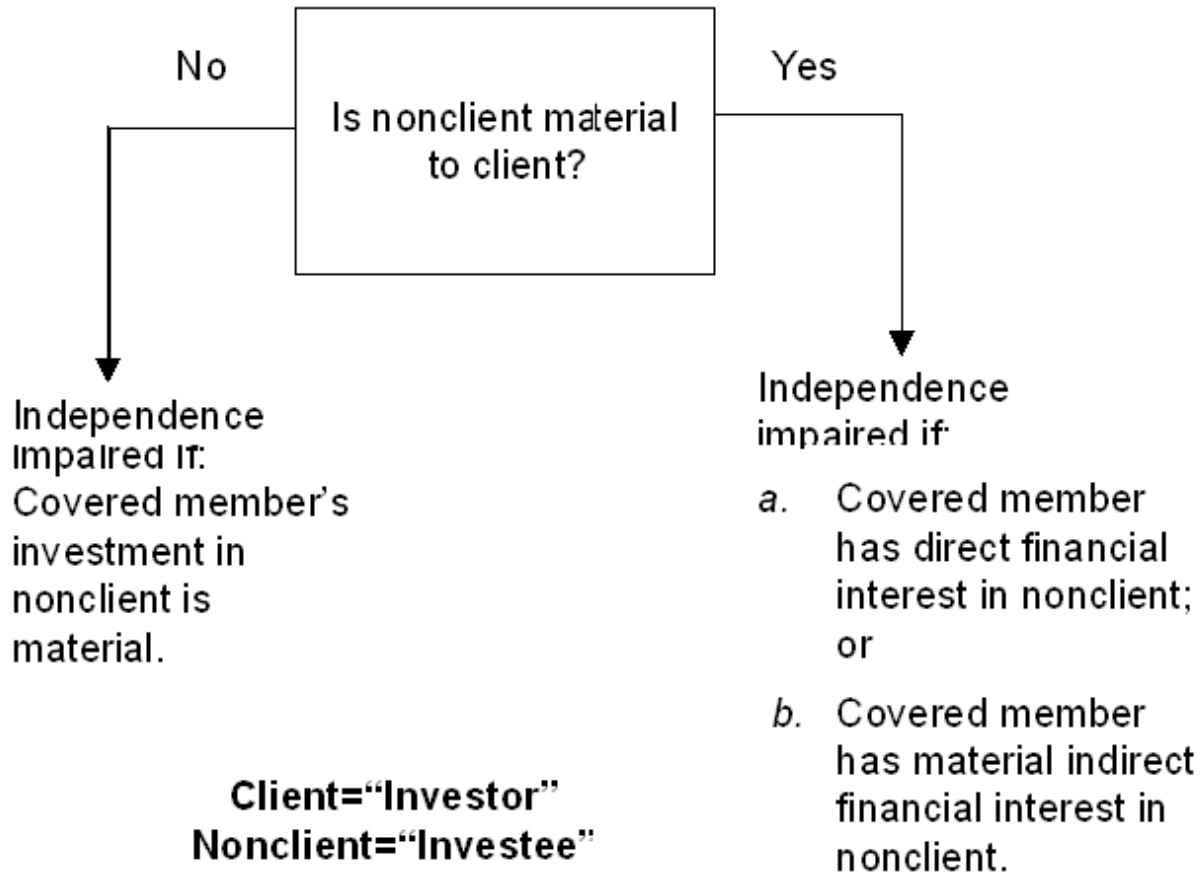 No
Yes
Is nonclient material
to client?
Independence
impaired if:
Covered member's
investment in
nonclient is
material.
Independence
impaired if:
a. Covered member
has direct financial
interest in nonclient;
or
b. Covered member
has material indirect
financial interest in
nonclient.
Client=“Investor”
Nonclient=“Investee”